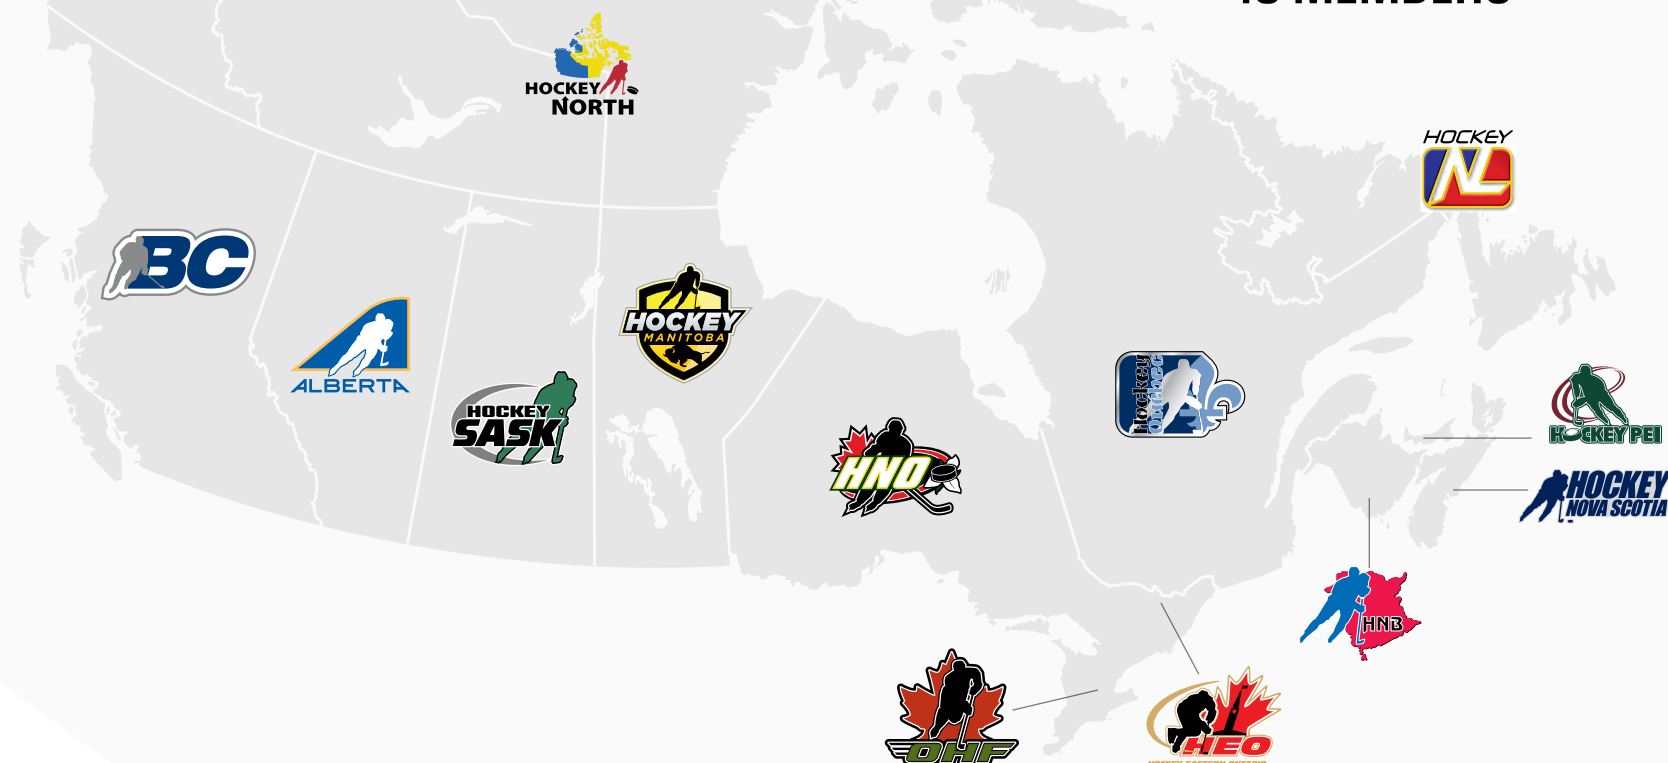 HOCKEY
NORTH
HOCKEY
NL
BC
ALBERTA
HOCKEY
MANITOBA
HOCKEY
SASK
HNO
Hockey
Québec
HOCKEY PEI
HOCKEY
NOVA SCOTIA
HNB
OHF
HEO